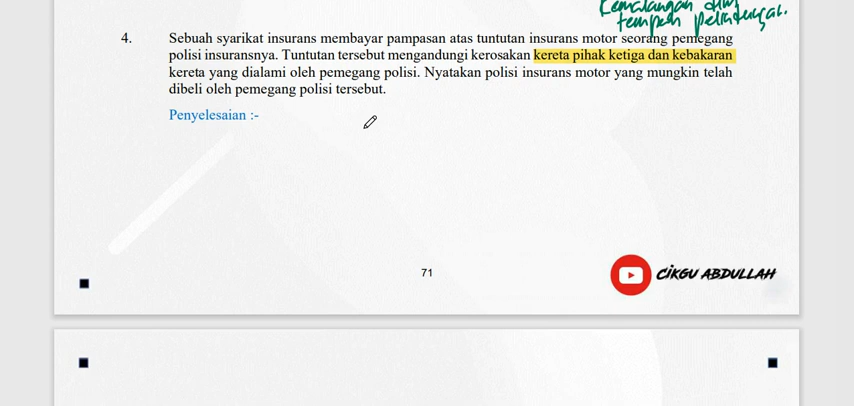 Kemalangan dlm
tempoh pelantungal.
4. Sebuah syarikat insurans membayar pampasan atas tuntutan insurans motor seorang pemegang
polisi insuransnya. Tuntutan tersebut mengandungi kerosakan kereta pihak ketiga dan kebakaran
kereta yang dialami oleh pemegang polisi. Nyatakan polisi insurans motor yang mungkin telah
dibeli oleh pemegang polisi tersebut.
Penyelesaian :-
71
CIKGU ABDULLAH